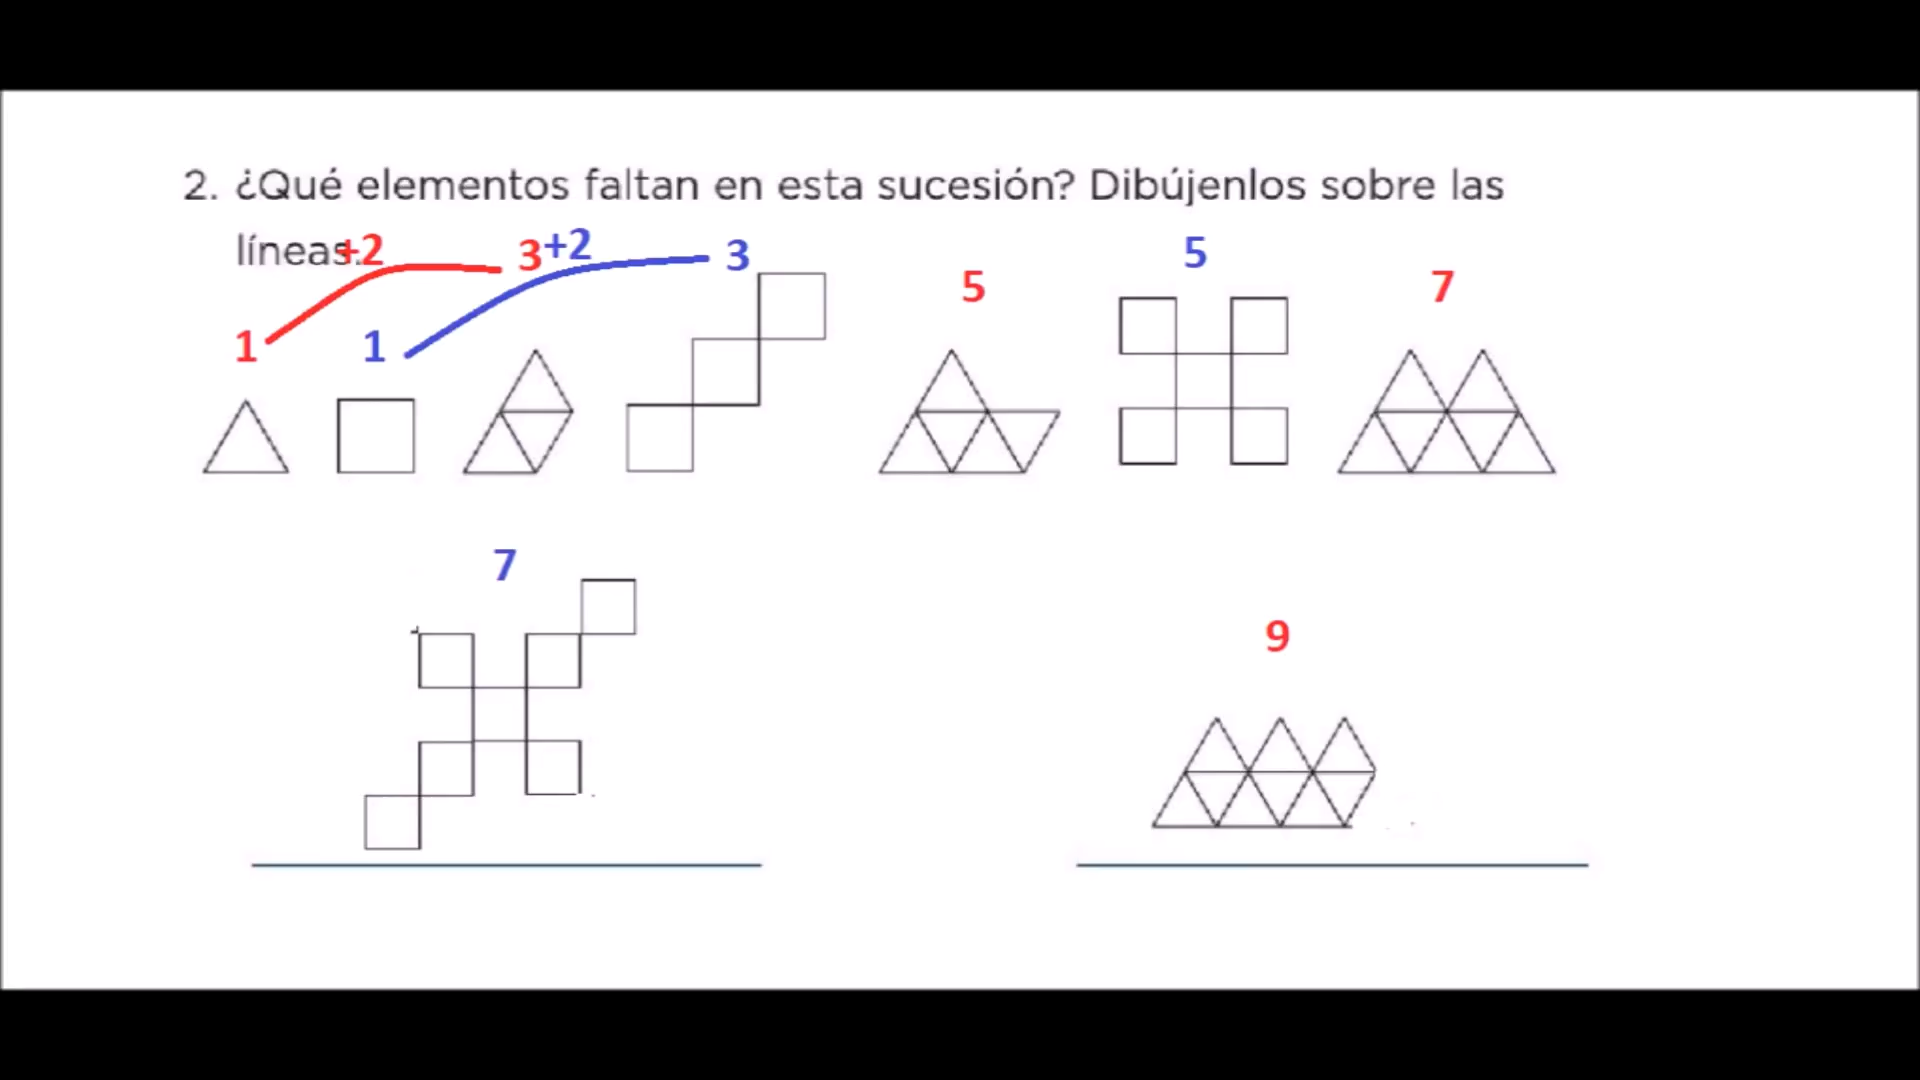 2. ¿Qué elementos faltan en esta sucesión? Dibújenlos sobre las
líneas.
+2 3 +2 3 5
5 7
1 1
7
9